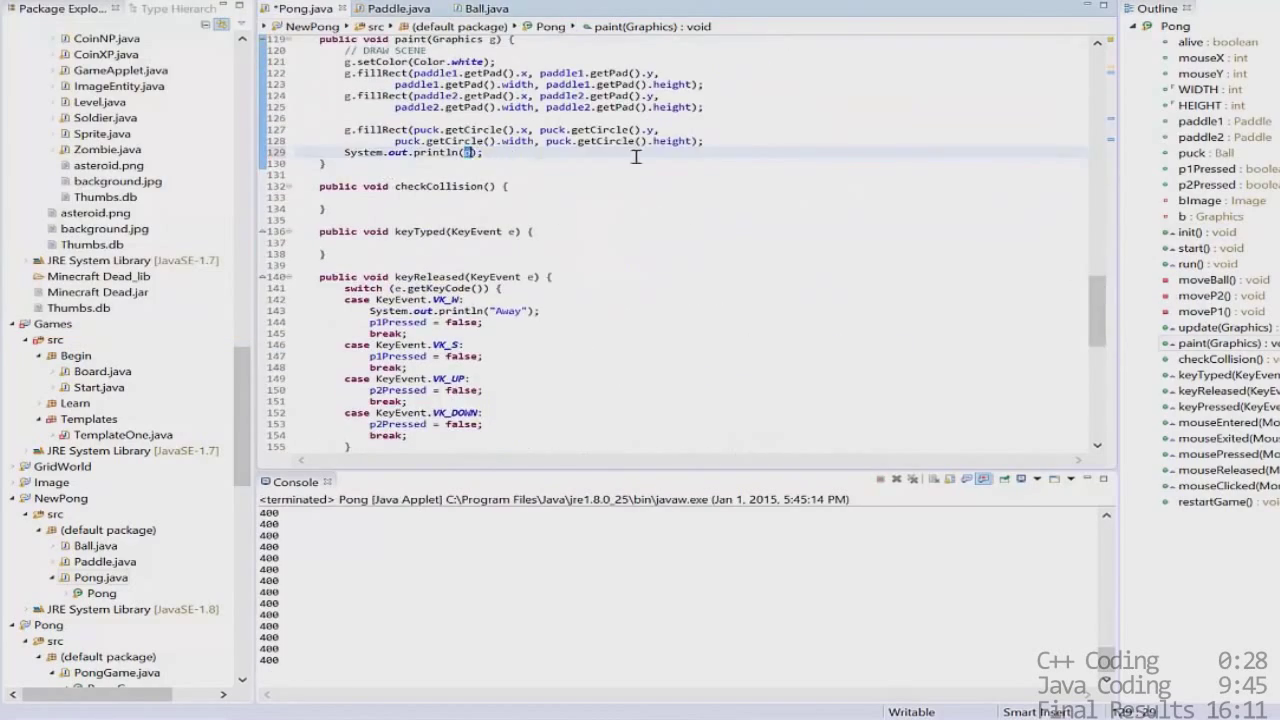 Package Explo...
Type Hierarch
CoinNP.java
CoinXP.java
GameApplet.java
ImageEntity.java
Level.java
Soldier.java
Sprite.java
Zombie.java
asteroid.png
background.jpg
Thumbs.db
asteroid.png
background.jpg
Thumbs.db
JRE System Library [JavaSE-1.7]
Minecraft Dead_lib
Minecraft Dead.jar
Thumbs.db
Games
src
Begin
Board.java
Start.java
Learn
Templates
TemplateOne.java
JRE System Library [JavaSE-1.7]
GridWorld
Image
NewPong
src
(default package)
Ball.java
Paddle.java
Pong.java
Pong
JRE System Library [JavaSE-1.8]
Pong
src
(default package)
PongGame.java
*Pong.java
Paddle.java
Ball.java
NewPong
src
(default package)
Pong
paint(Graphics) : void
119 public void paint(Graphics g) {
120 // DRAW SCENE
121 g.setColor(Color.white);
122 g.fillRect(paddle1.getPad().x, paddle1.getPad().y,
123 paddle1.getPad().width, paddle1.getPad().height);
124 g.fillRect(paddle2.getPad().x, paddle2.getPad().y,
125 paddle2.getPad().width, paddle2.getPad().height);
126
127 g.fillRect(puck.getCircle().x, puck.getCircle().y,
128 puck.getCircle().width, puck.getCircle().height);
129 System.out.println();
130 }
131
132 public void checkCollision() {
133
134 }
135
136 public void keyTyped(KeyEvent e) {
137
138 }
139
140 public void keyReleased(KeyEvent e) {
141 switch (e.getKeyCode()) {
142 case KeyEvent.VK_W:
143 System.out.println("Away");
144 p1Pressed = false;
145 break;
146 case KeyEvent.VK_S:
147 p1Pressed = false;
148 break;
149 case KeyEvent.VK_UP:
150 p2Pressed = false;
151 break;
152 case KeyEvent.VK_DOWN:
153 p2Pressed = false;
154 break;
155 }
Console
<terminated> Pong [Java Applet] C:\Program Files\Java\jre1.8.0_25\bin\javaw.exe (Jan 1, 2015, 5:45:14 PM)
400
400
400
400
400
400
400
400
400
400
400
400
400
400
Outline
Pong
alive : boolean
mouseX : int
mouseY : int
WIDTH : int
HEIGHT : int
paddle1 : Paddle
paddle2 : Paddle
puck : Ball
p1Pressed : boolea
p2Pressed : boolea
bImage : Image
b : Graphics
init() : void
start() : void
run() : void
moveBall() : void
moveP2() : void
moveP1() : void
update(Graphics) :
paint(Graphics) : vo
checkCollision() : vo
keyTyped(KeyEven
keyReleased(KeyEv
keyPressed(KeyEve
mouseEntered(Mo
mouseExited(Mou
mousePressed(Mo
mouseReleased(Mo
mouseClicked(Mou
restartGame() : voi
Writable
Smart Insert
C++ Coding 0:28
Java Coding 9:45
Final Results 16:11